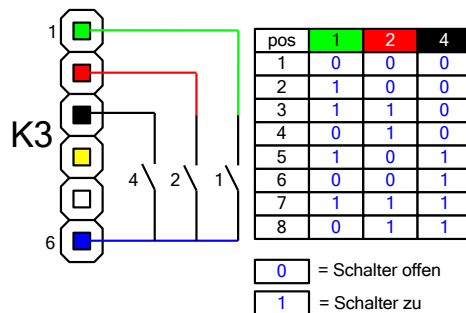 1
K3
6
4 2 1
pos 1 2 4
1 0 0 0
2 1 0 0
3 1 1 0
4 0 1 0
5 1 0 1
6 0 0 1
7 1 1 1
8 0 1 1
0 = Schalter offen
1 = Schalter zu